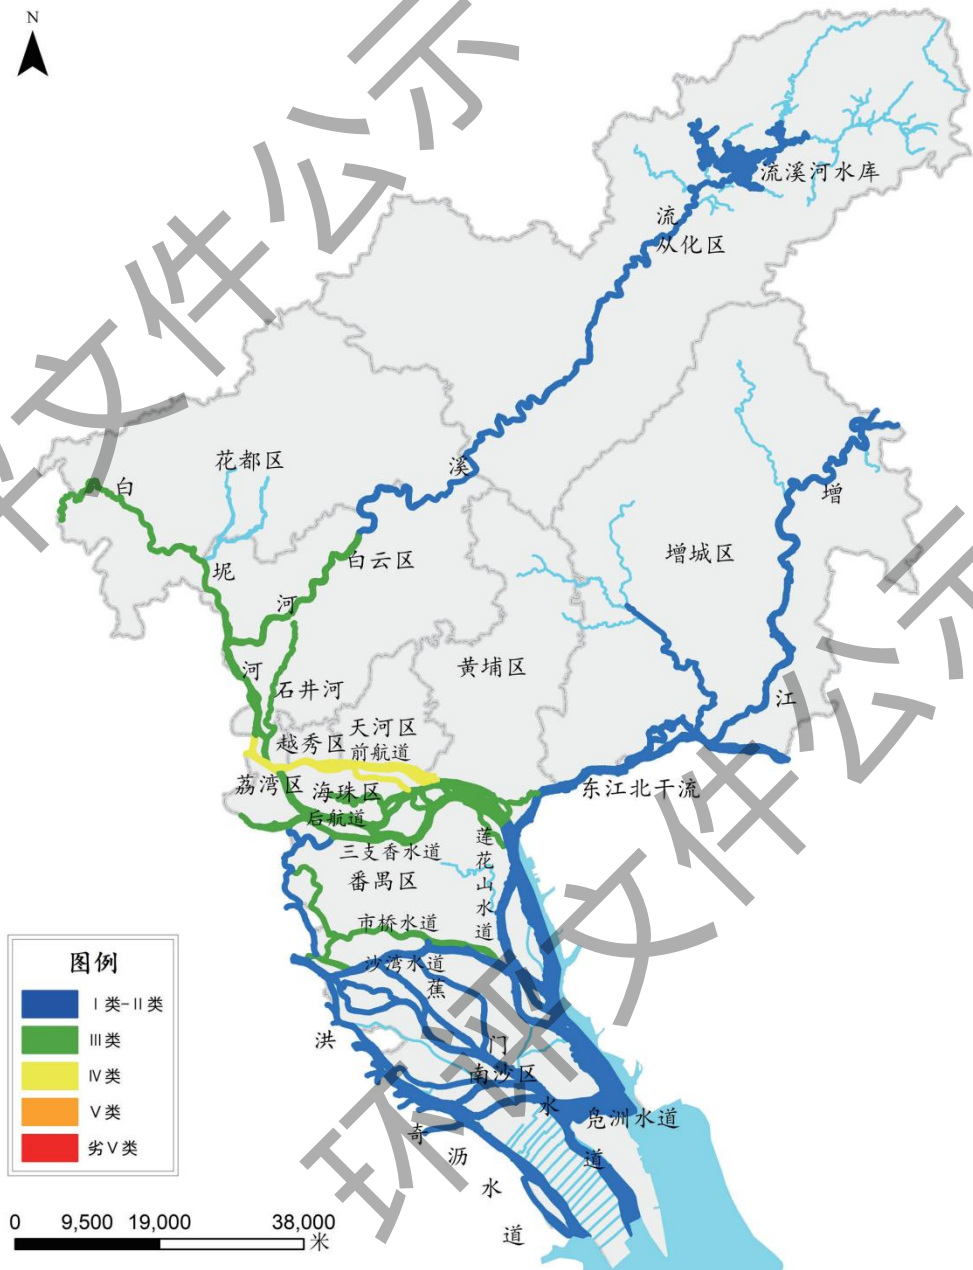 N
流溪河水库
流
从化区
溪
花都区
白
增
坭
白云区
增城区
河
河
石井河
黄埔区
江
天河区
越秀区
前航道
荔湾区
海珠区
东江北干流
后航道
三支香水道
莲花山水道
番禺区
市桥水道
沙湾水道
蕉
门
水
道
洪
奇
沥
水
道
南沙区
凫洲水道
图例
Ⅰ类-Ⅱ类
Ⅲ类
Ⅳ类
Ⅴ类
劣Ⅴ类
0 9,500 19,000 38,000
米
环评文件公示
环评文件公示